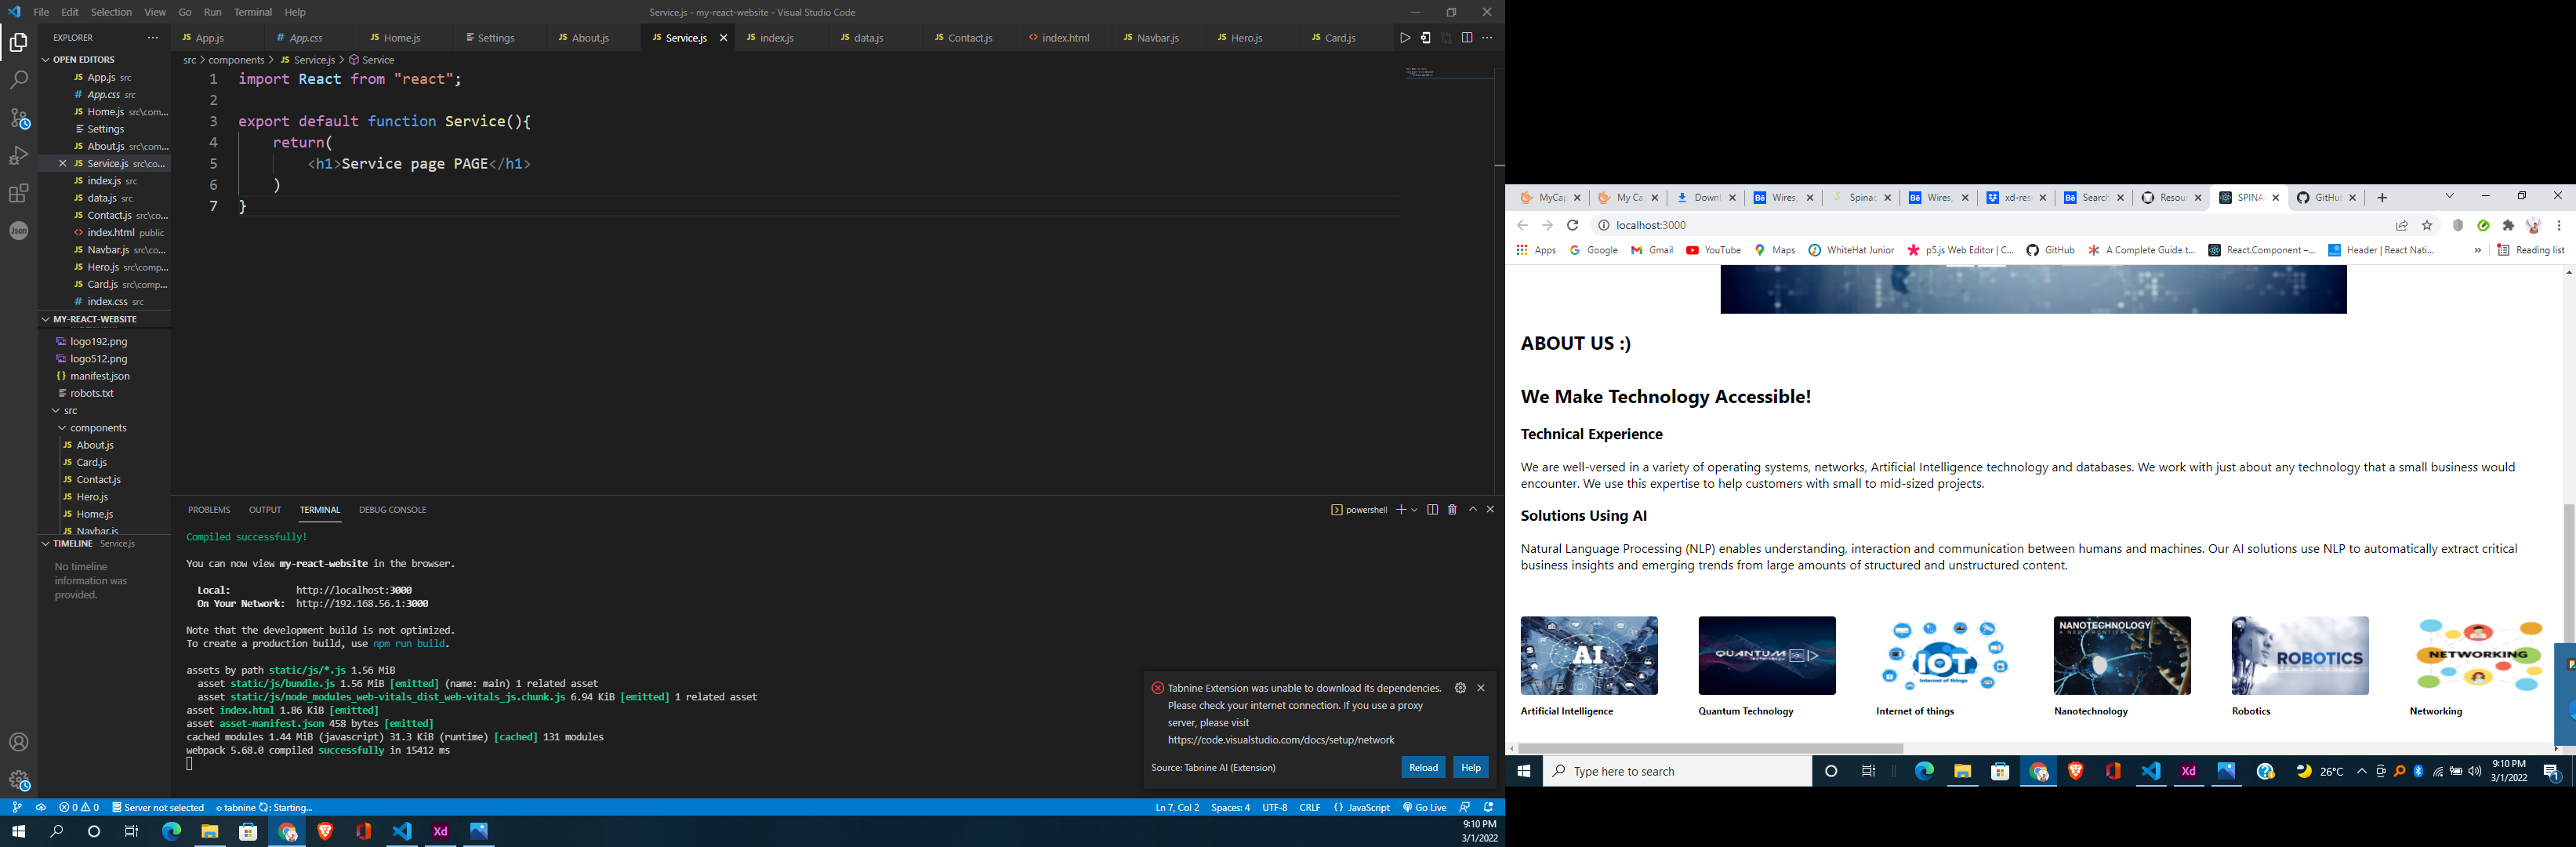 File Edit Selection View Go Run Terminal Help
Service.js - my-react-website - Visual Studio Code
EXPLORER
OPEN EDITORS
JS App.js src
# App.css src
JS Home.js src\com...
Settings
JS About.js src\com...
JS Service.js src\co...
JS index.js src
JS data.js src
JS Contact.js src\co...
<> index.html public
JS Navbar.js src\co...
JS Hero.js src\comp...
JS Card.js src\comp...
# index.css src
MY-REACT-WEBSITE
logo192.png
logo512.png
{} manifest.json
robots.txt
src
components
JS About.js
JS Card.js
JS Contact.js
JS Hero.js
JS Home.js
JS Navbar.js
TIMELINE Service.js
No timeline
information was
provided.
Json
JS App.js # App.css JS Home.js Settings JS About.js JS Service.js JS index.js JS data.js JS Contact.js <> index.html JS Navbar.js JS Hero.js JS Card.js
src > components > JS Service.js > Service
1 import React from "react";
2
3 export default function Service(){
4 return(
5 <h1>Service page PAGE</h1>
6 )
7 }
PROBLEMS OUTPUT TERMINAL DEBUG CONSOLE
powershell
Compiled successfully!
You can now view my-react-website in the browser.
Local: http://localhost:3000
On Your Network: http://192.168.56.1:3000
Note that the development build is not optimized.
To create a production build, use npm run build.
assets by path static/js/*.js 1.56 MiB
asset static/js/bundle.js 1.56 MiB [emitted] (name: main) 1 related asset
asset static/js/node_modules_web-vitals_dist_web-vitals_js.chunk.js 6.94 KiB [emitted] 1 related asset
asset index.html 1.86 KiB [emitted]
asset asset-manifest.json 458 bytes [emitted]
cached modules 1.44 MiB (javascript) 31.3 KiB (runtime) [cached] 131 modules
webpack 5.68.0 compiled successfully in 15412 ms
Tabnine Extension was unable to download its dependencies.
Please check your internet connection. If you use a proxy
server, please visit
https://code.visualstudio.com/docs/setup/network
Source: Tabnine AI (Extension)
Reload Help
0 0 Server not selected tabnine : Starting...
Ln 7, Col 2 Spaces: 4 UTF-8 CRLF {} JavaScript Go Live
Xd
9:10 PM
3/1/2022
MyCap My Ca Downl Bē Wires, Spinac Bē Wires, xd-res Bē Search Resour SPINA GitHub
localhost:3000
Apps Google Gmail YouTube Maps WhiteHat Junior p5.js Web Editor | C... GitHub A Complete Guide t... React.Component –... Header | React Nati... » Reading list
ABOUT US :)
We Make Technology Accessible!
Technical Experience
We are well-versed in a variety of operating systems, networks, Artificial Intelligence technology and databases. We work with just about any technology that a small business would
encounter. We use this expertise to help customers with small to mid-sized projects.
Solutions Using AI
Natural Language Processing (NLP) enables understanding, interaction and communication between humans and machines. Our AI solutions use NLP to automatically extract critical
business insights and emerging trends from large amounts of structured and unstructured content.
AI
QUANTUM
IOT
Internet of things
NANOTECHNOLOGY
A NEW FRONTIER
ROBOTICS
NETWORKING
Artificial Intelligence
Quantum Technology
Internet of things
Nanotechnology
Robotics
Networking
Type here to search
Xd
26°C
9:10 PM
3/1/2022
1